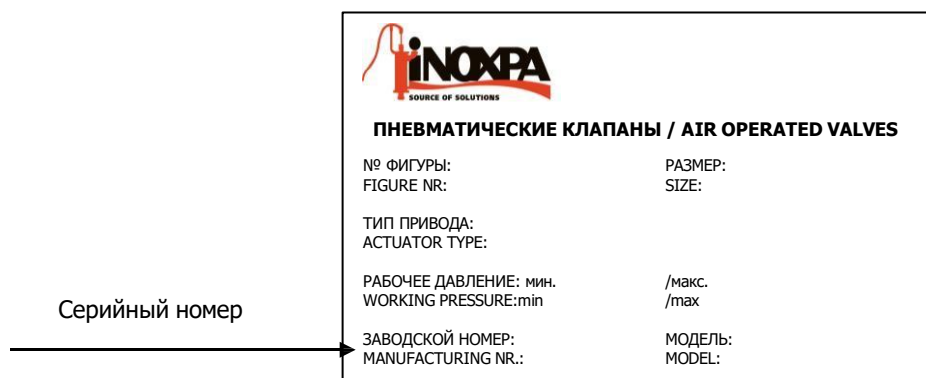 iNOXPA
SOURCE OF SOLUTIONS
ПНЕВМАТИЧЕСКИЕ КЛАПАНЫ / AIR OPERATED VALVES
№ ФИГУРЫ: РАЗМЕР:
FIGURE NR: SIZE:
ТИП ПРИВОДА:
ACTUATOR TYPE:
РАБОЧЕЕ ДАВЛЕНИЕ: мин. /макс.
WORKING PRESSURE:min /max
Серийный номер
ЗАВОДСКОЙ НОМЕР: МОДЕЛЬ:
MANUFACTURING NR.: MODEL: